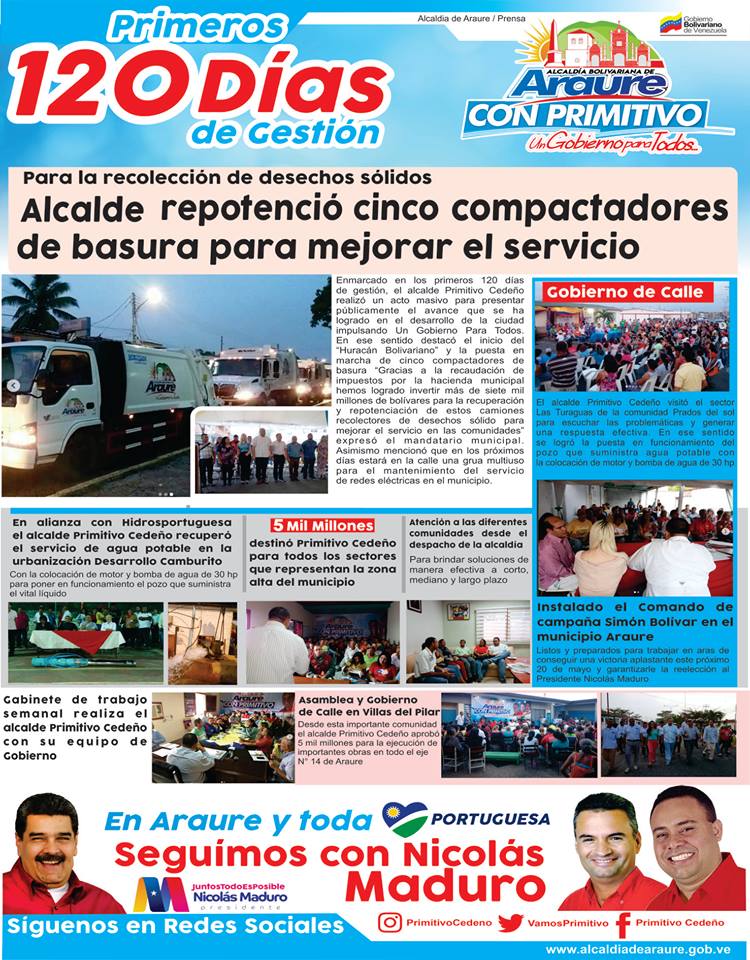 Alcaldia de Araure / Prensa
Gobierno
Bolivariano
de Venezuela
Primeros
120 Días
de Gestión
ALCALDÍA BOLIVARIANA DE
Araure
CON PRIMITIVO
Un Gobierno para Todos...
Para la recolección de desechos sólidos
Alcalde repotenció cinco compactadores
de basura para mejorar el servicio
Enmarcado en los primeros 120 días
de gestión, el alcalde Primitivo Cedeño
realizó un acto masivo para presentar
públicamente el avance que se ha
logrado en el desarrollo de la ciudad
impulsando Un Gobierno Para Todos.
En ese sentido destacó el inicio del
"Huracán Bolivariano" y la puesta en
marcha de cinco compactadores de
basura "Gracias a la recaudación de
impuestos por la hacienda municipal
hemos logrado invertir más de siete mil
millones de bolívares para la recuperación
y repotenciación de estos camiones
recolectores de desechos sólido para
mejorar el servicio en las comunidades"
expresó el mandatario municipal.
Asimismo mencionó que en los próximos
días estará en la calle una grua multiuso
para el mantenimiento del servicio
de redes eléctricas en el municipio.
Araure
Gobierno de Calle
El alcalde Primitivo Cedeño visitó el sector
Las Turaguas de la comunidad Prados del sol
para escuchar las problemáticas y generar
una respuesta efectiva. En ese sentido
se logró la puesta en funcionamiento del
pozo que suministra agua potable con
la colocación de motor y bomba de agua de 30 hp
En alianza con Hidrosportuguesa
el alcalde Primitivo Cedeño recuperó
el servicio de agua potable en la
urbanización Desarrollo Camburito
Con la colocación de motor y bomba de agua de 30 hp
para poner en funcionamiento el pozo que suministra
el vital líquido
5 Mil Millones
destinó Primitivo Cedeño
para todos los sectores
que representan la zona
alta del municipio
Atención a las diferentes
comunidades desde el
despacho de la alcaldía
Para brindar soluciones de
manera efectiva a corto,
mediano y largo plazo
CON PRIMITIVO
Instalado el Comando de
campaña Simón Bolívar en el
municipio Araure
Listos y preparados para trabajar en aras de
conseguir una victoria aplastante este próximo
20 de mayo y garantizarle la reelección al
Presidente Nicolás Maduro
Gabinete de trabajo
semanal realiza el
alcalde Primitivo Cedeño
con su equipo de
Gobierno
Araure
CON PRIMITIVO
Asamblea y Gobierno
de Calle en Villas del Pilar
Desde esta importante comunidad
el alcalde Primitivo Cedeño aprobó
5 mil millones para la ejecución de
importantes obras en todo el eje
N° 14 de Araure
En Araure y toda PORTUGUESA
Seguimos con Nicolás
Maduro
JuntosTodoEsPosible
Nicolás Maduro
presidente
Síguenos en Redes Sociales
PrimitivoCedeno
VamosPrimitivo
Primitivo Cedeño
www.alcaldiadearaure.gob.ve